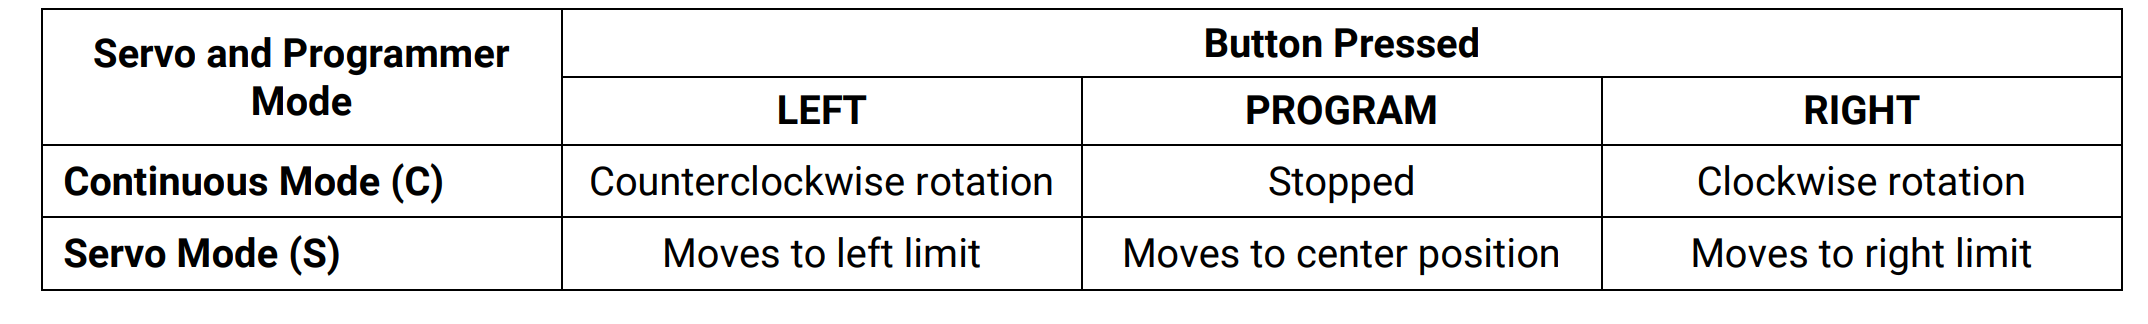 Servo and Programmer
Mode
Button Pressed
LEFT PROGRAM RIGHT
Continuous Mode (C) Counterclockwise rotation Stopped Clockwise rotation
Servo Mode (S) Moves to left limit Moves to center position Moves to right limit